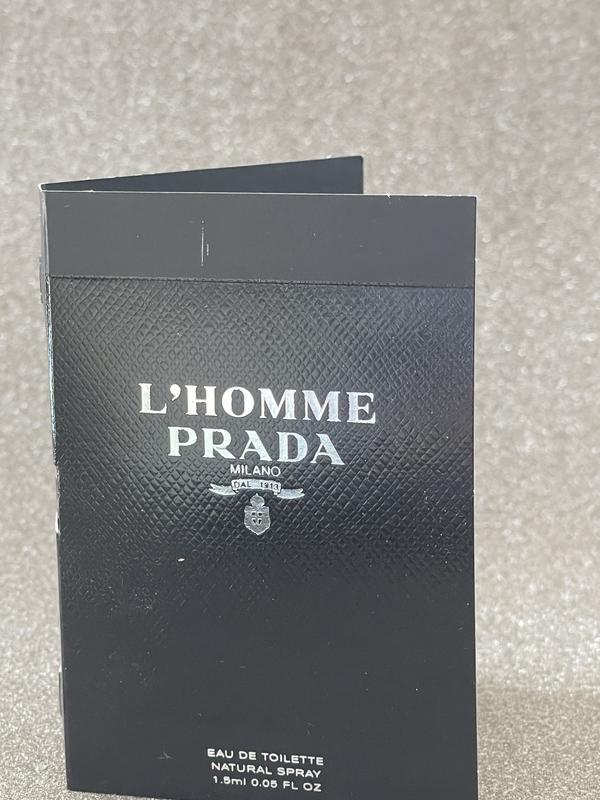 L'HOMME
PRADA
MILANO
DAL 1913
EAU DE TOILETTE
NATURAL SPRAY
1.5ml 0.05 FL OZ